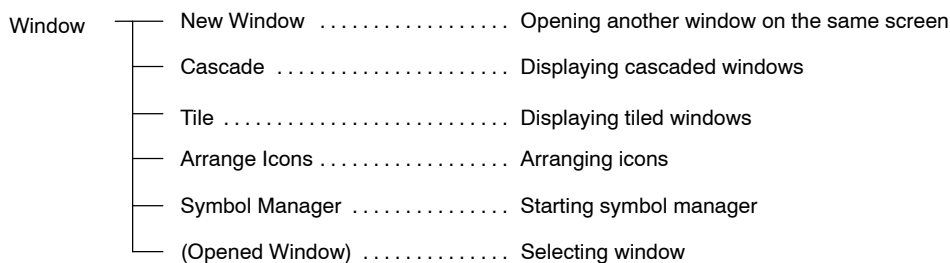 Window New Window . . . . . . . . . . . . . . . . . . Opening another window on the same screen
Cascade . . . . . . . . . . . . . . . . . . . . . . Displaying cascaded windows
Tile . . . . . . . . . . . . . . . . . . . . . . . . . . . Displaying tiled windows
Arrange Icons . . . . . . . . . . . . . . . . . . Arranging icons
Symbol Manager . . . . . . . . . . . . . . . Starting symbol manager
(Opened Window) . . . . . . . . . . . . . . Selecting window